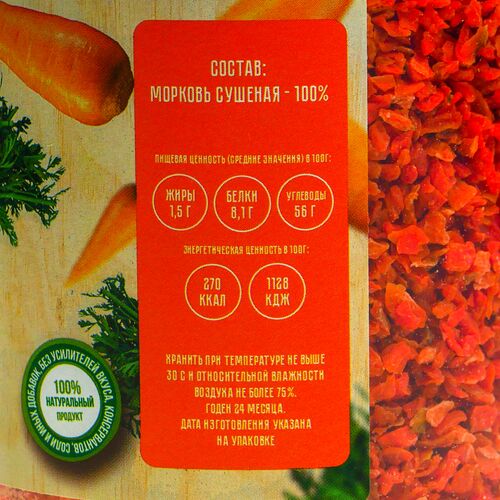 СОСТАВ:
МОРКОВЬ СУШЕНАЯ - 100%
ПИЩЕВАЯ ЦЕННОСТЬ (СРЕДНИЕ ЗНАЧЕНИЯ) В 100Г:
ЖИРЫ
1,5 Г
БЕЛКИ
8,1 Г
УГЛЕВОДЫ
56 Г
ЭНЕРГЕТИЧЕСКАЯ ЦЕННОСТЬ В 100Г:
270
ККАЛ
1128
КДЖ
ХРАНИТЬ ПРИ ТЕМПЕРАТУРЕ НЕ ВЫШЕ
30 С И ОТНОСИТЕЛЬНОЙ ВЛАЖНОСТИ
ВОЗДУХА НЕ БОЛЕЕ 75%.
ГОДЕН 24 МЕСЯЦА.
ДАТА ИЗГОТОВЛЕНИЯ УКАЗАНА
НА УПАКОВКЕ
БЕЗ УСИЛИТЕЛЕЙ ВКУСА, КОНСЕРВАНТОВ, СОЛИ И ИНЫХ ДОБАВОК,
100%
НАТУРАЛЬНЫЙ
ПРОДУКТ